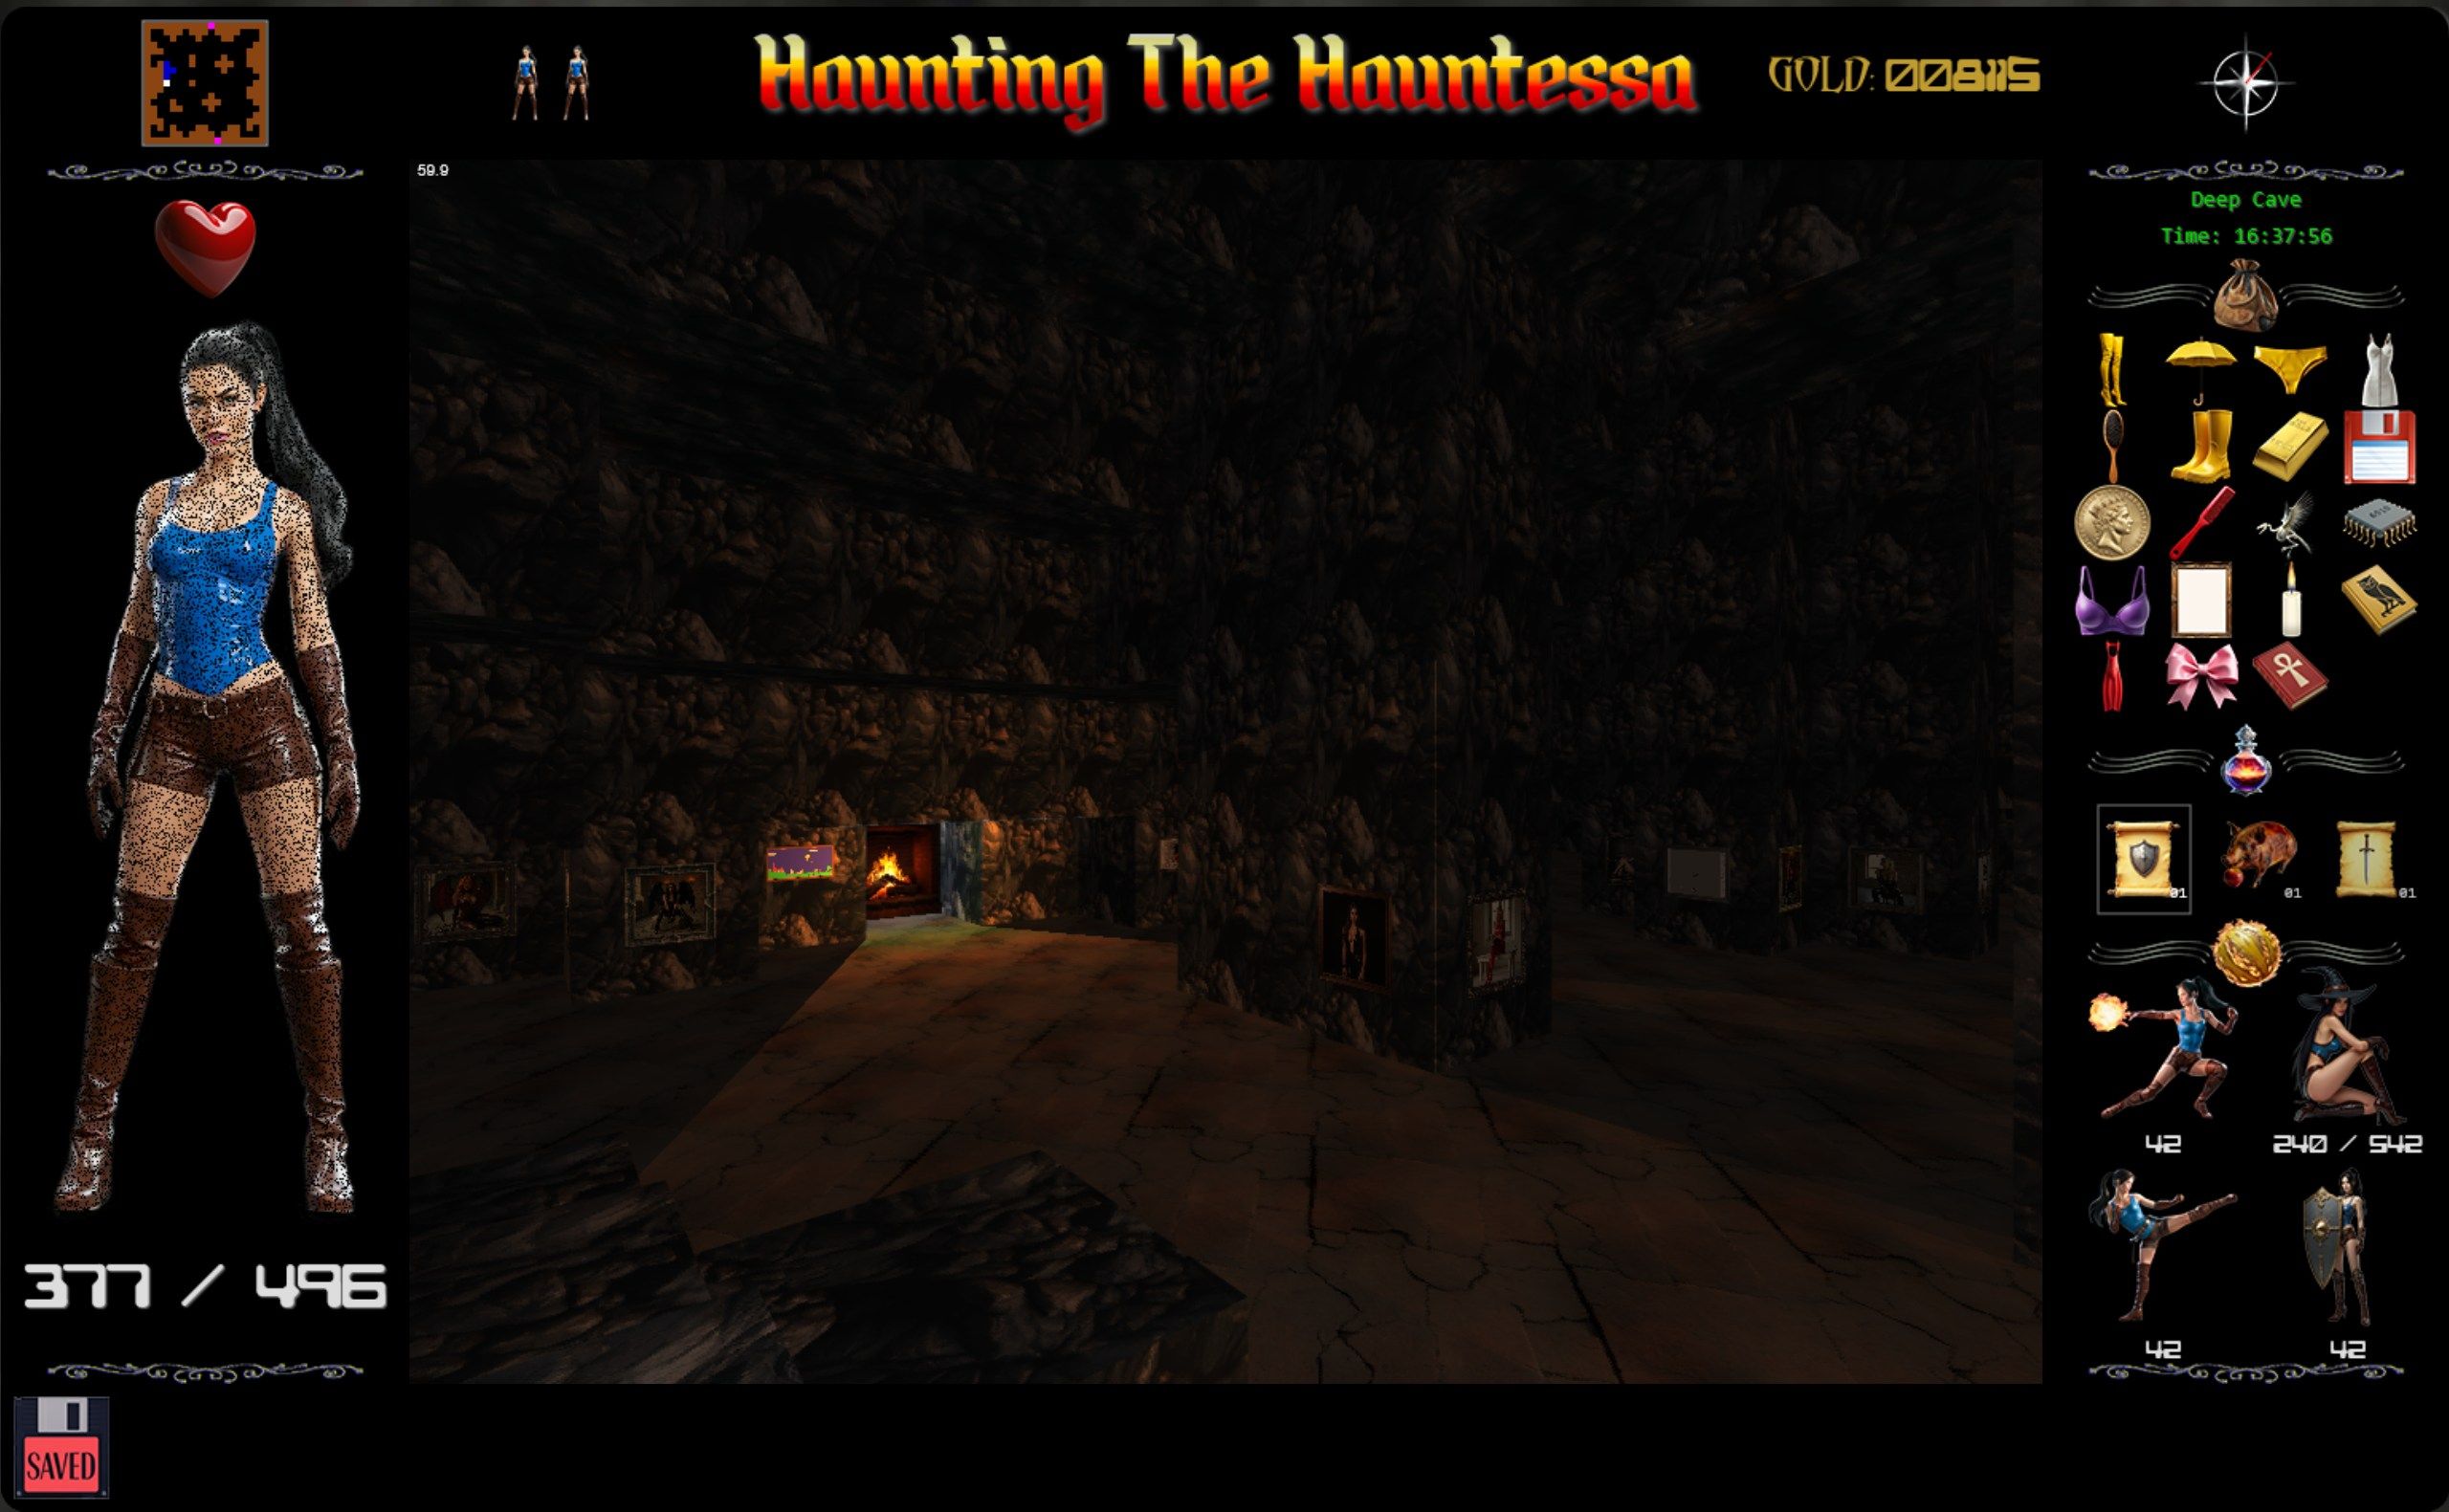 Haunting The Hauntessa
GOLD: 008115
59.9
Deep Cave
Time: 16:37:56
01
01
01
42
240 / 542
42
42
377 / 496
SAVED